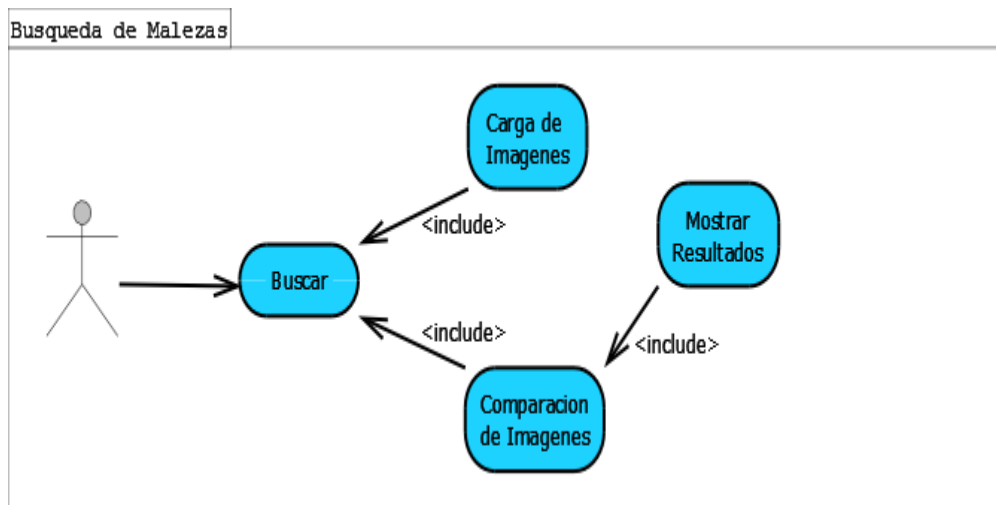 Busqueda de Malezas
Carga de
Imagenes
<include>
Mostrar
Resultados
Buscar
<include>
<include>
Comparacion
de Imagenes